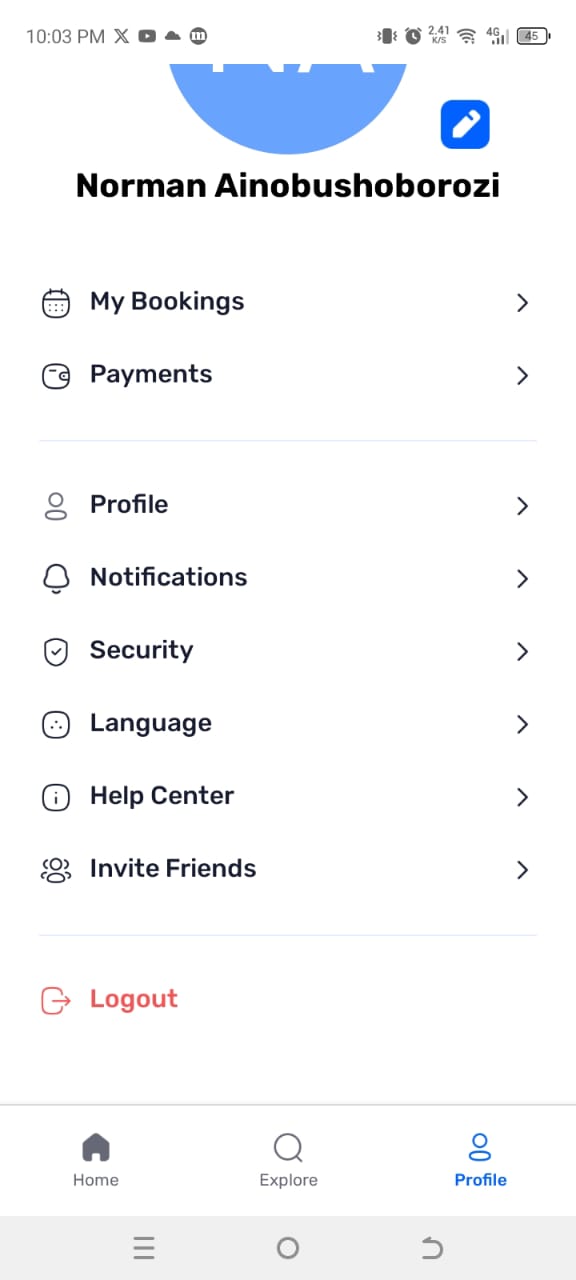 10:03 PM
2.41 K/S
4G
45
NA
Norman Ainobushoborozi
My Bookings
Payments
Profile
Notifications
Security
Language
Help Center
Invite Friends
Logout
Home
Explore
Profile